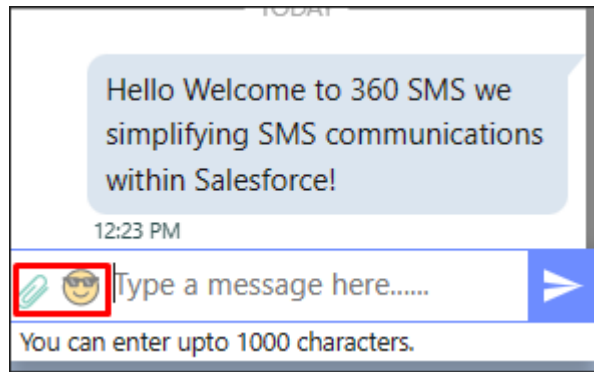 TODAY
Hello Welcome to 360 SMS we
simplifying SMS communications
within Salesforce!
12:23 PM
Type a message here......
You can enter upto 1000 characters.